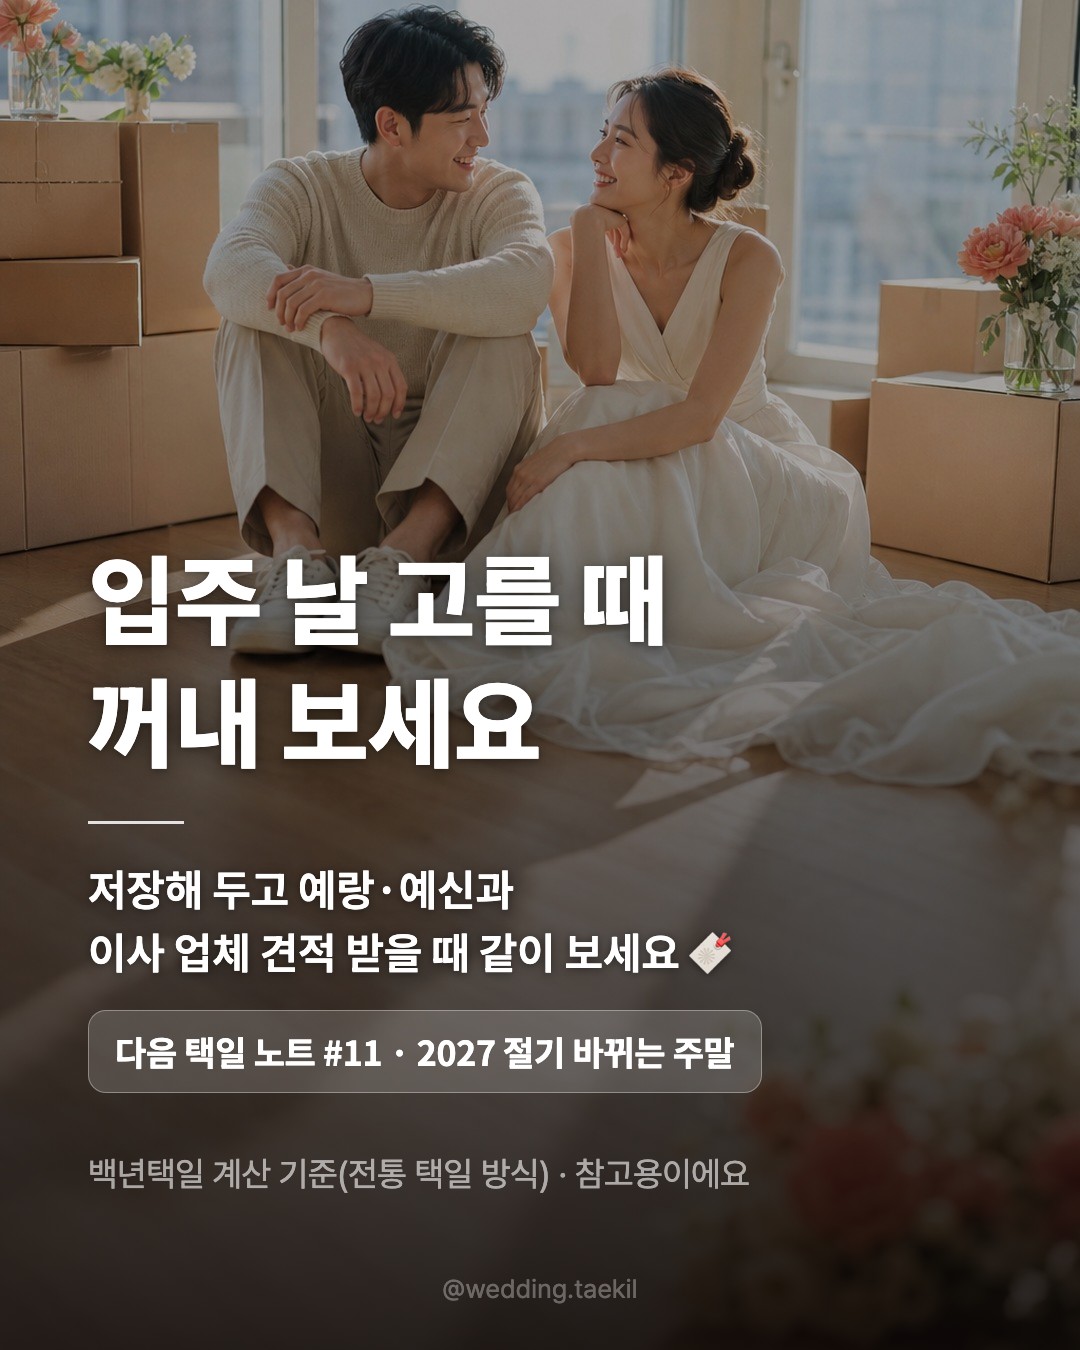 입주 날 고를 때
꺼내 보세요
저장해 두고 예랑·예신과
이사 업체 견적 받을 때 같이 보세요
다음 택일 노트 #11 · 2027 절기 바뀌는 주말
백년택일 계산 기준(전통 택일 방식) · 참고용이에요
@wedding.taekil